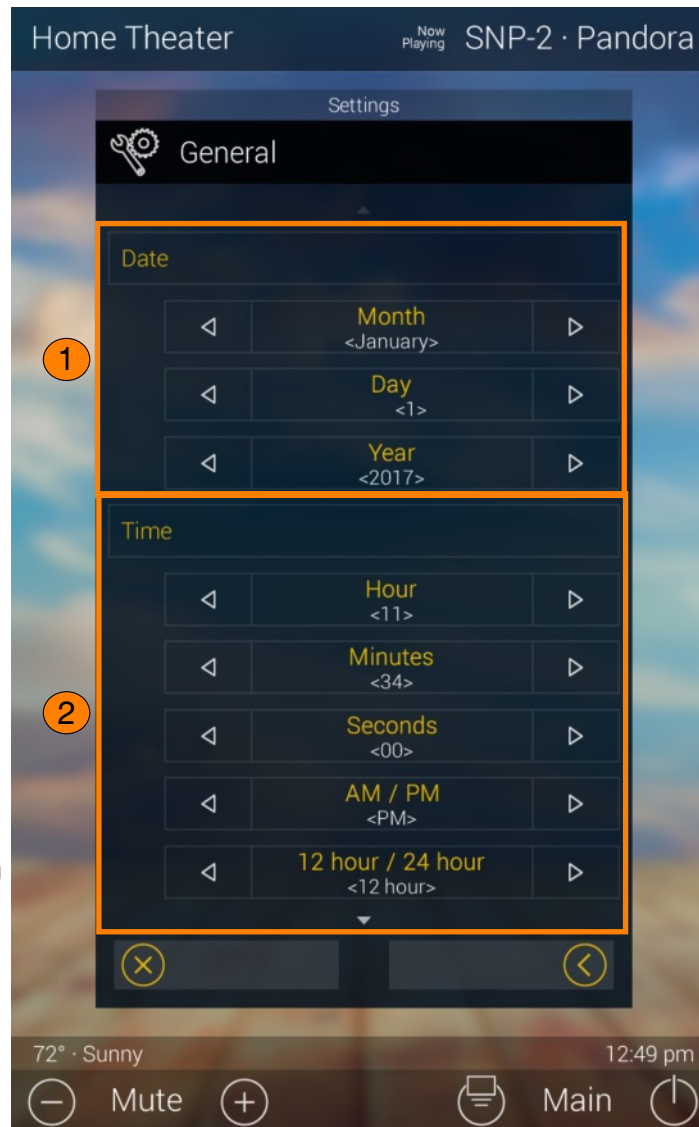 Home Theater
Now
Playing
SNP-2 · Pandora
Settings
General
Date
Month
<January>
1
Day
<1>
Year
<2017>
Time
Hour
<11>
Minutes
<34>
2
Seconds
<00>
AM / PM
<PM>
12 hour / 24 hour
<12 hour>
72° · Sunny
12:49 pm
Mute
Main